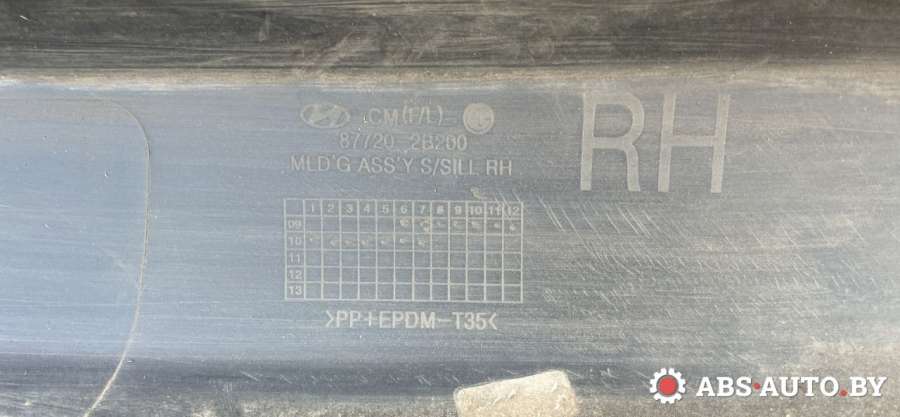 CM(F/L)
87720 2B200
MLD'G ASS'Y S/SILL RH
RH
1 2 3 4 5 6 7 8 9 10 11 12
09
10
11
12
13
>PP+EPDM-T35<
ABS-AUTO.BY